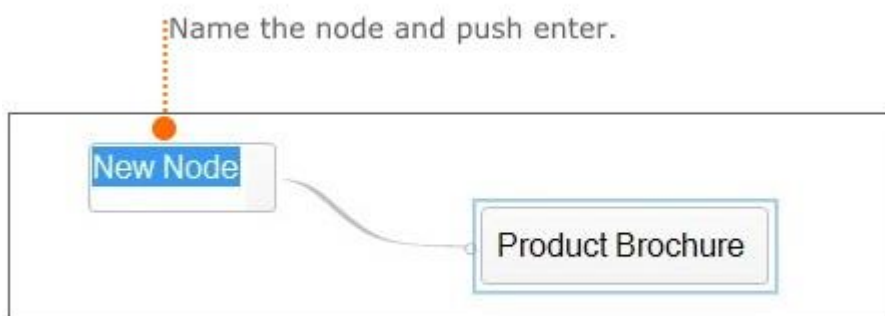 Name the node and push enter.
New Node
Product Brochure